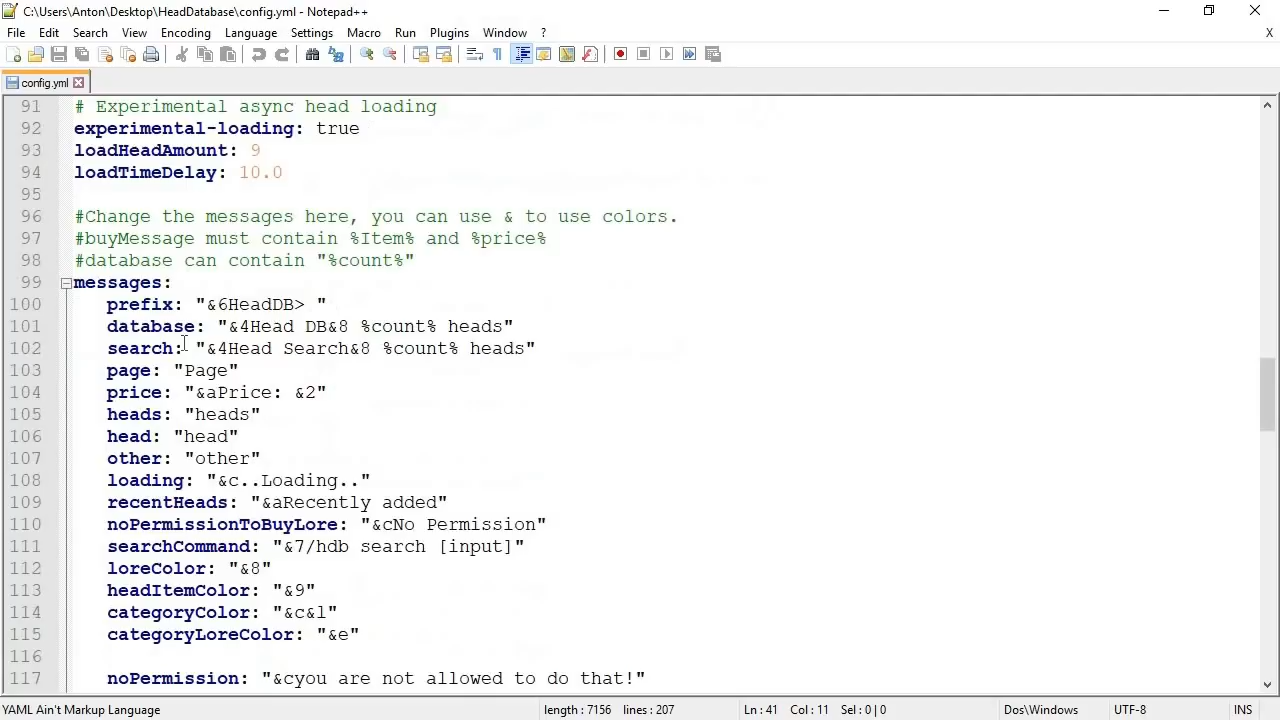 C:\Users\Anton\Desktop\HeadDatabase\config.yml - Notepad++
File Edit Search View Encoding Language Settings Macro Run Plugins Window ? X
config.yml
91 # Experimental async head loading
92 experimental-loading: true
93 loadHeadAmount: 9
94 loadTimeDelay: 10.0
95
96 #Change the messages here, you can use & to use colors.
97 #buyMessage must contain %Item% and %price%
98 #database can contain "%count%"
99 messages:
100 prefix: "&6HeadDB> "
101 database: "&4Head DB&8 %count% heads"
102 search: "&4Head Search&8 %count% heads"
103 page: "Page"
104 price: "&aPrice: &2"
105 heads: "heads"
106 head: "head"
107 other: "other"
108 loading: "&c..Loading.."
109 recentHeads: "&aRecently added"
110 noPermissionToBuyLore: "&cNo Permission"
111 searchCommand: "&7/hdb search [input]"
112 loreColor: "&8"
113 headItemColor: "&9"
114 categoryColor: "&c&l"
115 categoryLoreColor: "&e"
116
117 noPermission: "&cyou are not allowed to do that!"
YAML Ain't Markup Language length : 7156 lines : 207 Ln : 41 Col : 11 Sel : 0 | 0 Dos\Windows UTF-8 INS